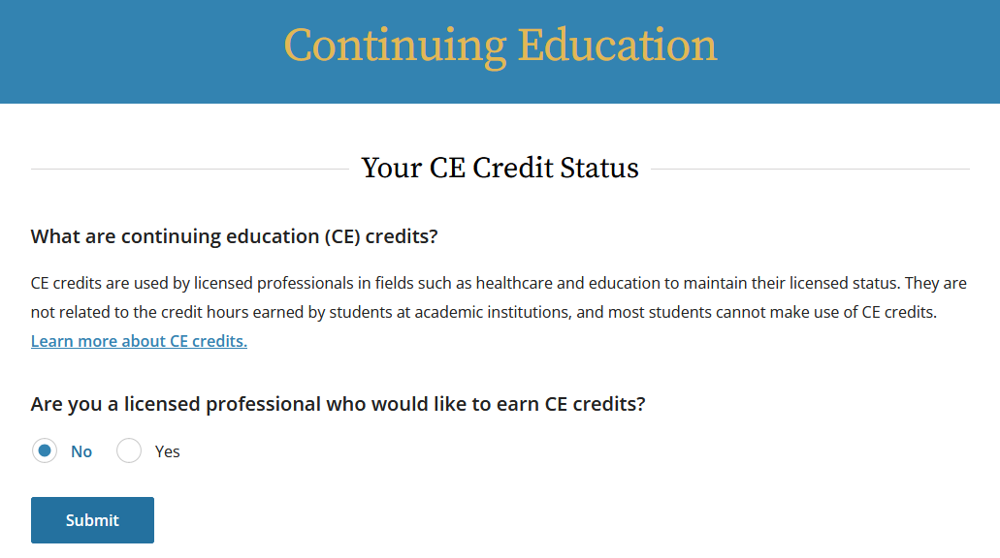 Continuing Education
Your CE Credit Status
What are continuing education (CE) credits?
CE credits are used by licensed professionals in fields such as healthcare and education to maintain their licensed status. They are
not related to the credit hours earned by students at academic institutions, and most students cannot make use of CE credits.
Learn more about CE credits.
Are you a licensed professional who would like to earn CE credits?
No Yes
Submit